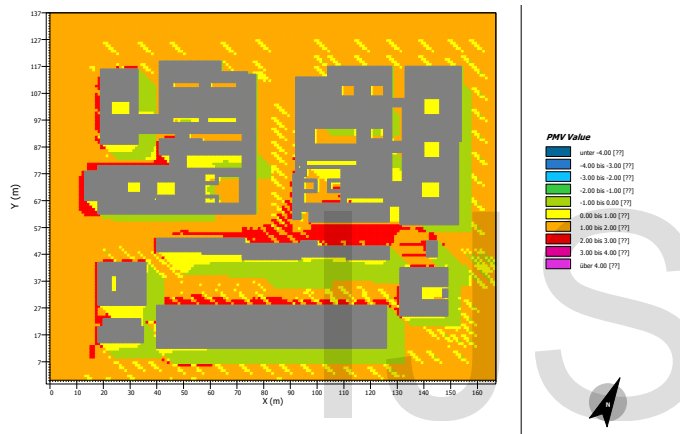 137
127
117
107
97
87
77
67
57
47
37
27
17
7
Y (m)
0 10 20 30 40 50 60 70 80 90 100 110 120 130 140 150 160
X (m)
PMV Value
unter -4.00 [??]
-4.00 bis -3.00 [??]
-3.00 bis -2.00 [??]
-2.00 bis -1.00 [??]
-1.00 bis 0.00 [??]
0.00 bis 1.00 [??]
1.00 bis 2.00 [??]
2.00 bis 3.00 [??]
3.00 bis 4.00 [??]
über 4.00 [??]
N
S